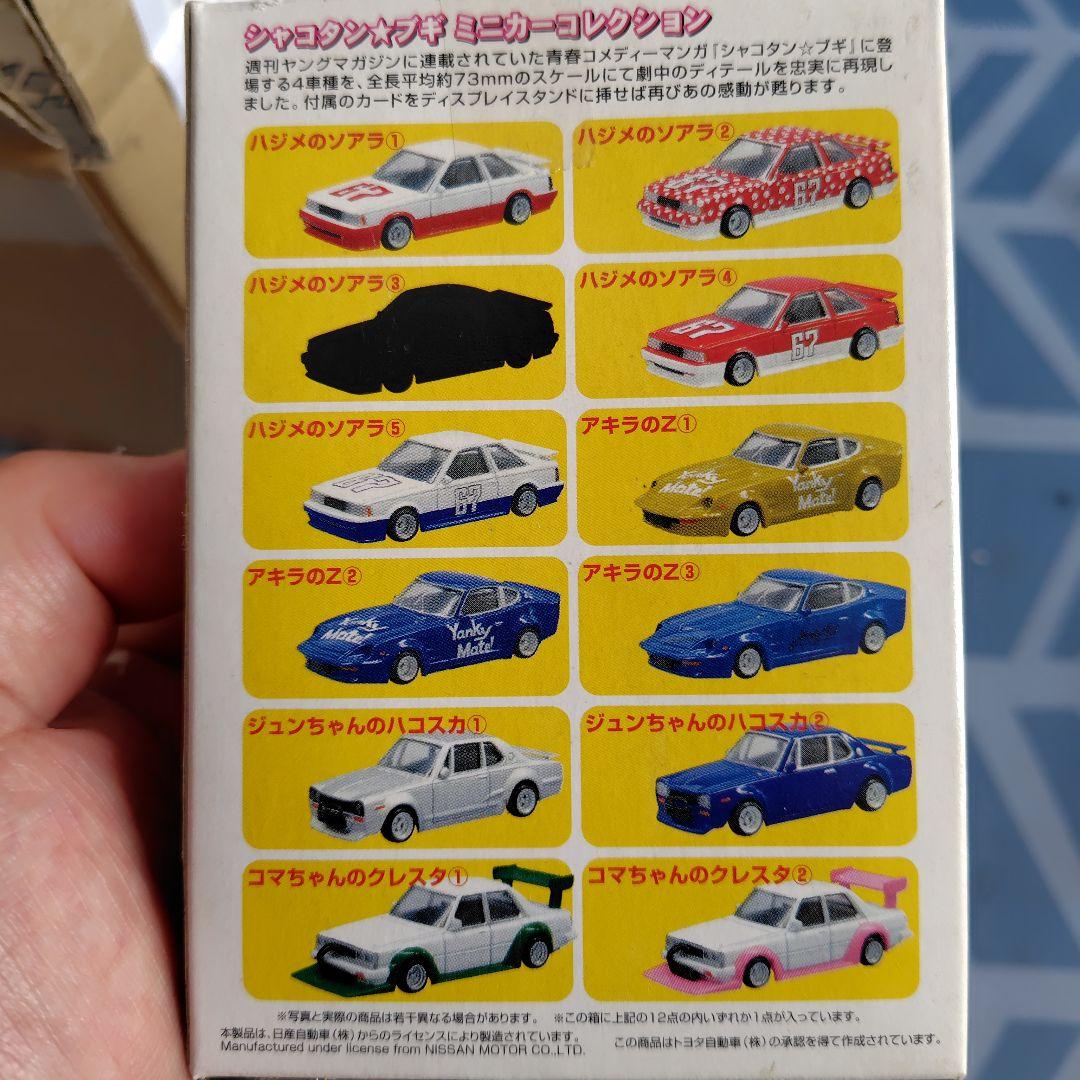 シャコタン★ブギ ミニカーコレクション
週刊ヤングマガジンに連載されていた青春コメディーマンガ『シャコタン☆ブギ』に登
場する4車種を、全長平均約73mmのスケールにて劇中のディテールを忠実に再現し
ました。付属のカードをディスプレイスタンドに挿せば再びあの感動が甦ります。
ハジメのソアラ①
67
ハジメのソアラ②
67
67
ハジメのソアラ③
ハジメのソアラ④
67
67
ハジメのソアラ⑤
67
67
アキラのZ①
Yanky
Mate!
Yanky
Mate!
アキラのZ②
Yanky
Mate!
Yanky
Mate!
アキラのZ③
ジュンちゃんのハコスカ①
ジュンちゃんのハコスカ②
コマちゃんのクレスタ①
コマちゃんのクレスタ②
※写真と実際の商品は若干異なる場合があります。 ※この箱に上記の12点の内いずれか1点が入っています。
本製品は、日産自動車(株)からのライセンスにより製造されています。
Manufactured under license from NISSAN MOTOR CO.,LTD.
この商品はトヨタ自動車(株)の承認を得て作成されています。